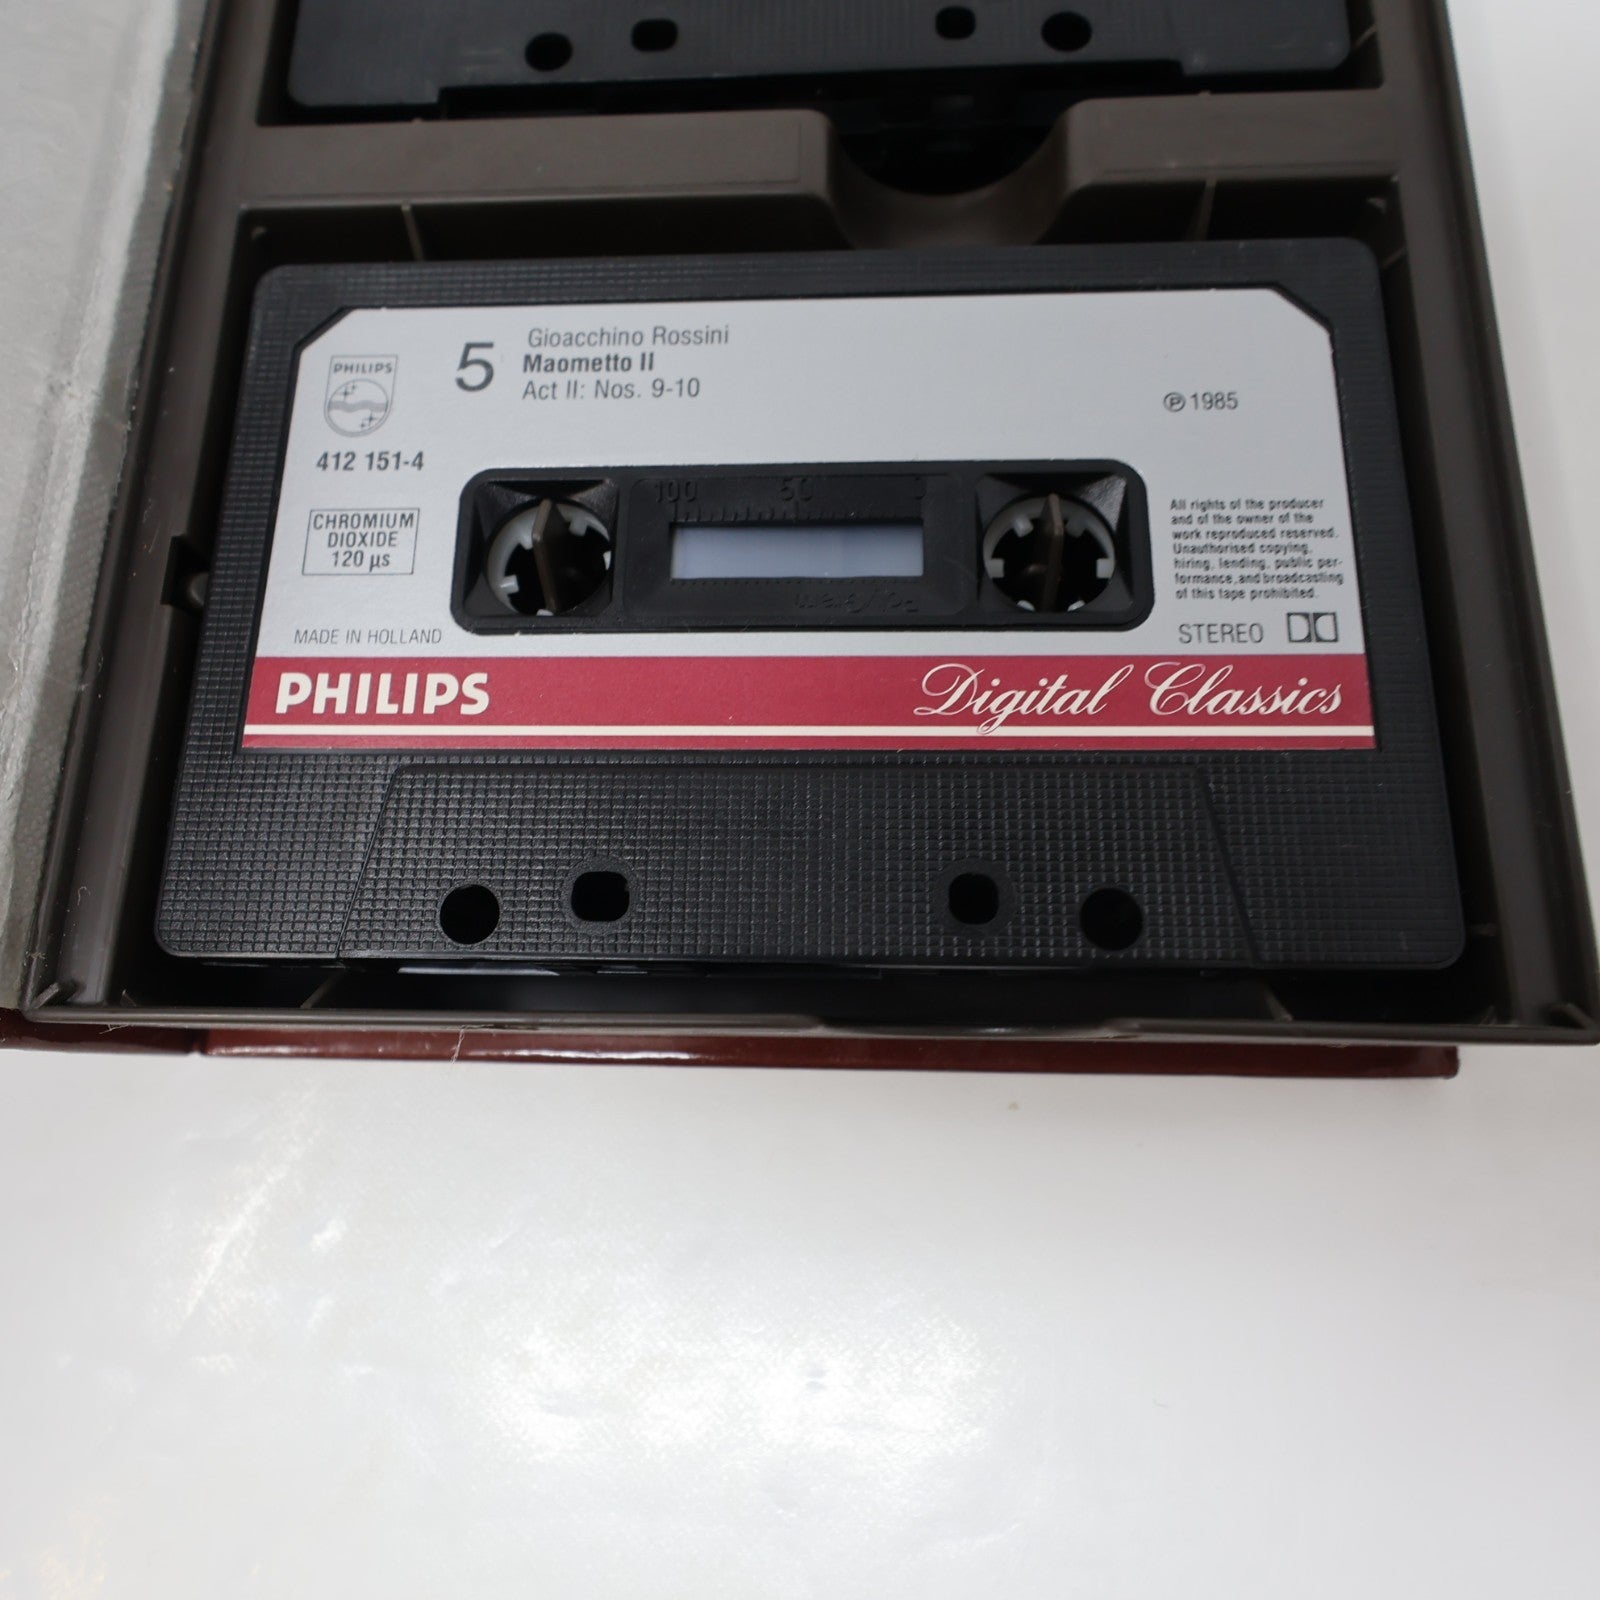 Gioacchino Rossini
5
Maometto II
Act II: Nos. 9-10
PHILIPS
℗ 1985
412 151-4
CHROMIUM
DIOXIDE
120 µs
100 50 0
All rights of the producer
and of the owner of the
work reproduced reserved.
Unauthorised copying,
hiring, lending, public per-
formance, and broadcasting
of this tape prohibited.
MADE IN HOLLAND
STEREO
PHILIPS
Digital Classics